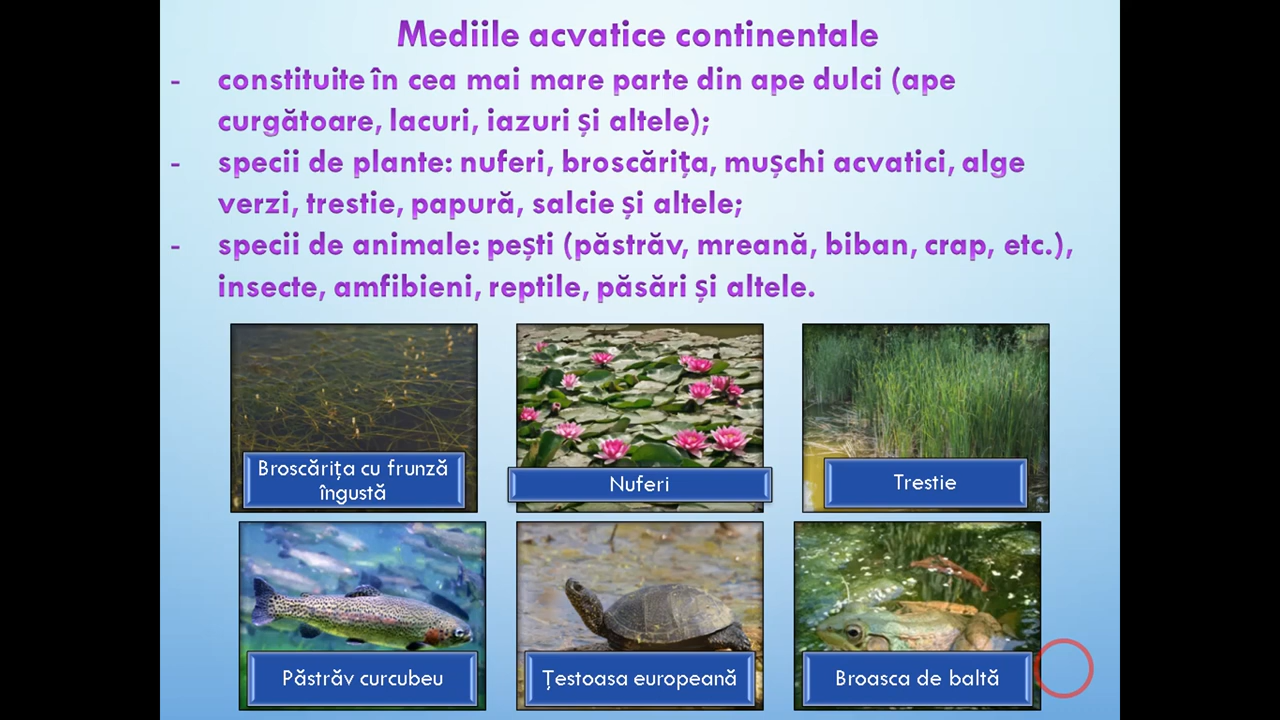 Mediile acvatice continentale
- constituite în cea mai mare parte din ape dulci (ape
curgătoare, lacuri, iazuri și altele);
- specii de plante: nuferi, broscărița, mușchi acvatici, alge
verzi, trestie, papură, salcie și altele;
- specii de animale: pești (păstrăv, mreană, biban, crap, etc.),
insecte, amfibieni, reptile, păsări și altele.
Broscărița cu frunză
îngustă
Nuferi
Trestie
Păstrăv curcubeu
Țestoasa europeană
Broasca de baltă